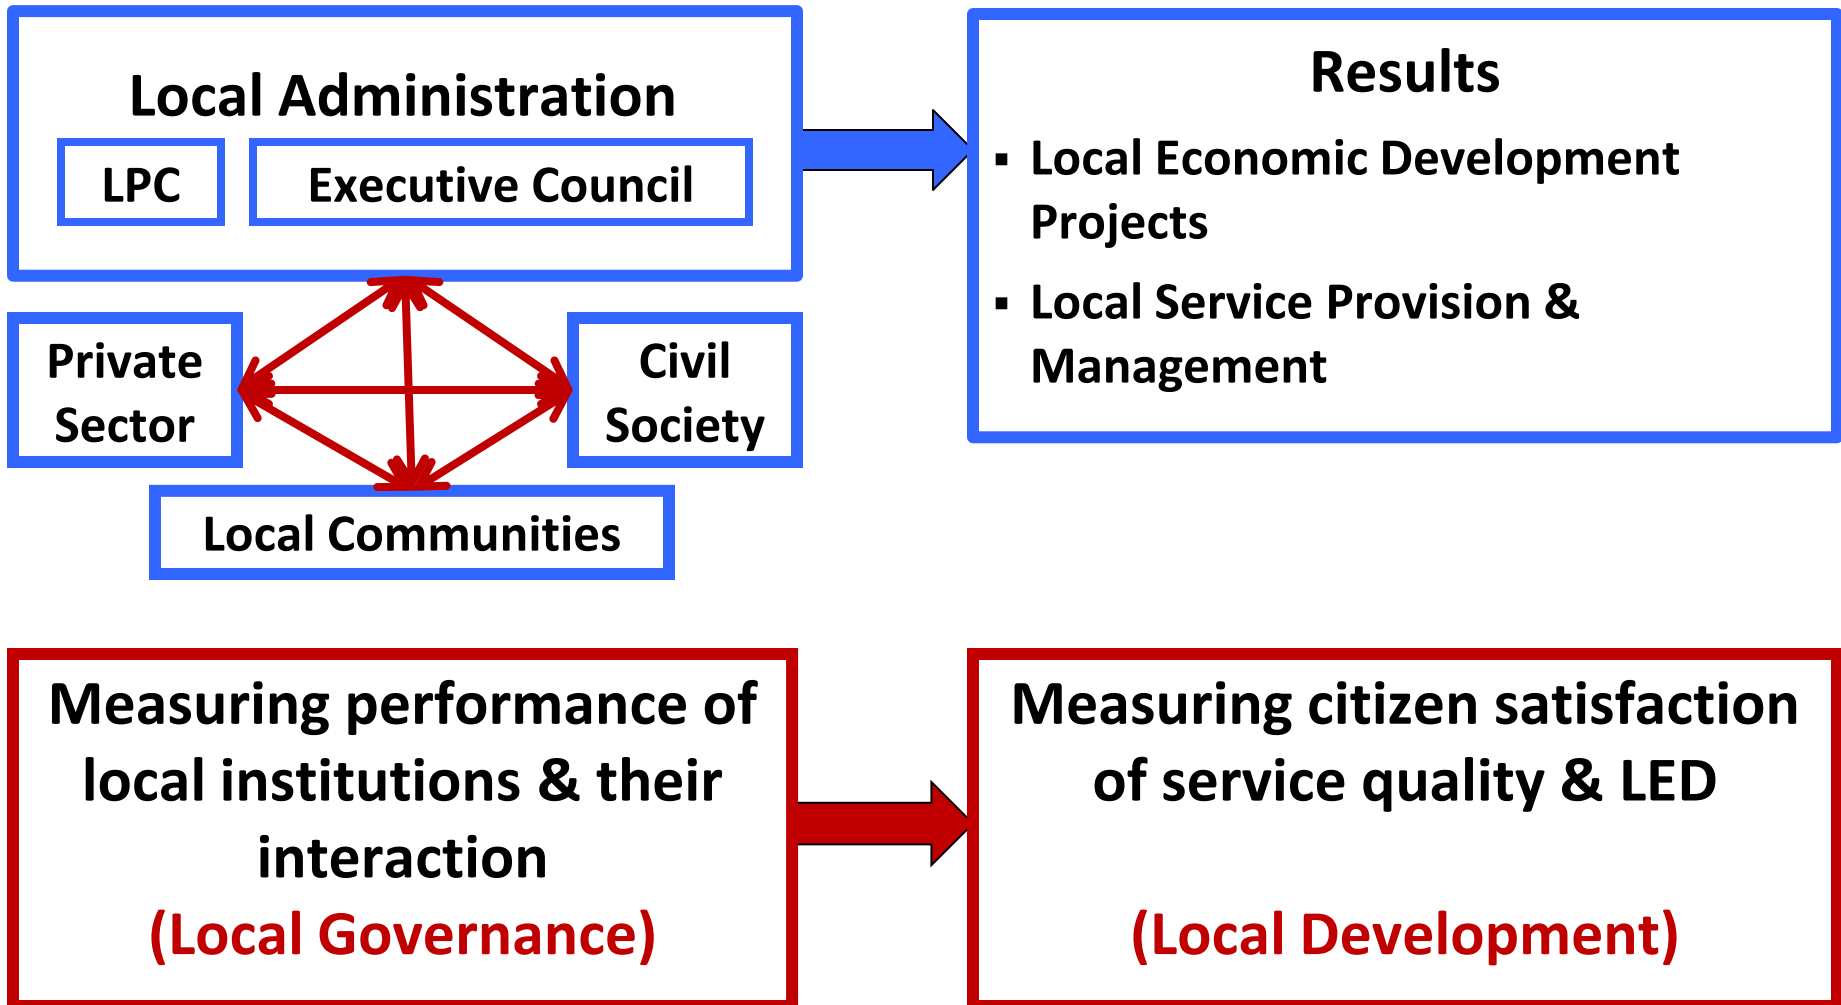 Local Administration
LPC
Executive Council
Private
Sector
Civil
Society
Local Communities
Results
▪ Local Economic Development
Projects
▪ Local Service Provision &
Management
Measuring performance of
local institutions & their
interaction
(Local Governance)
Measuring citizen satisfaction
of service quality & LED
(Local Development)